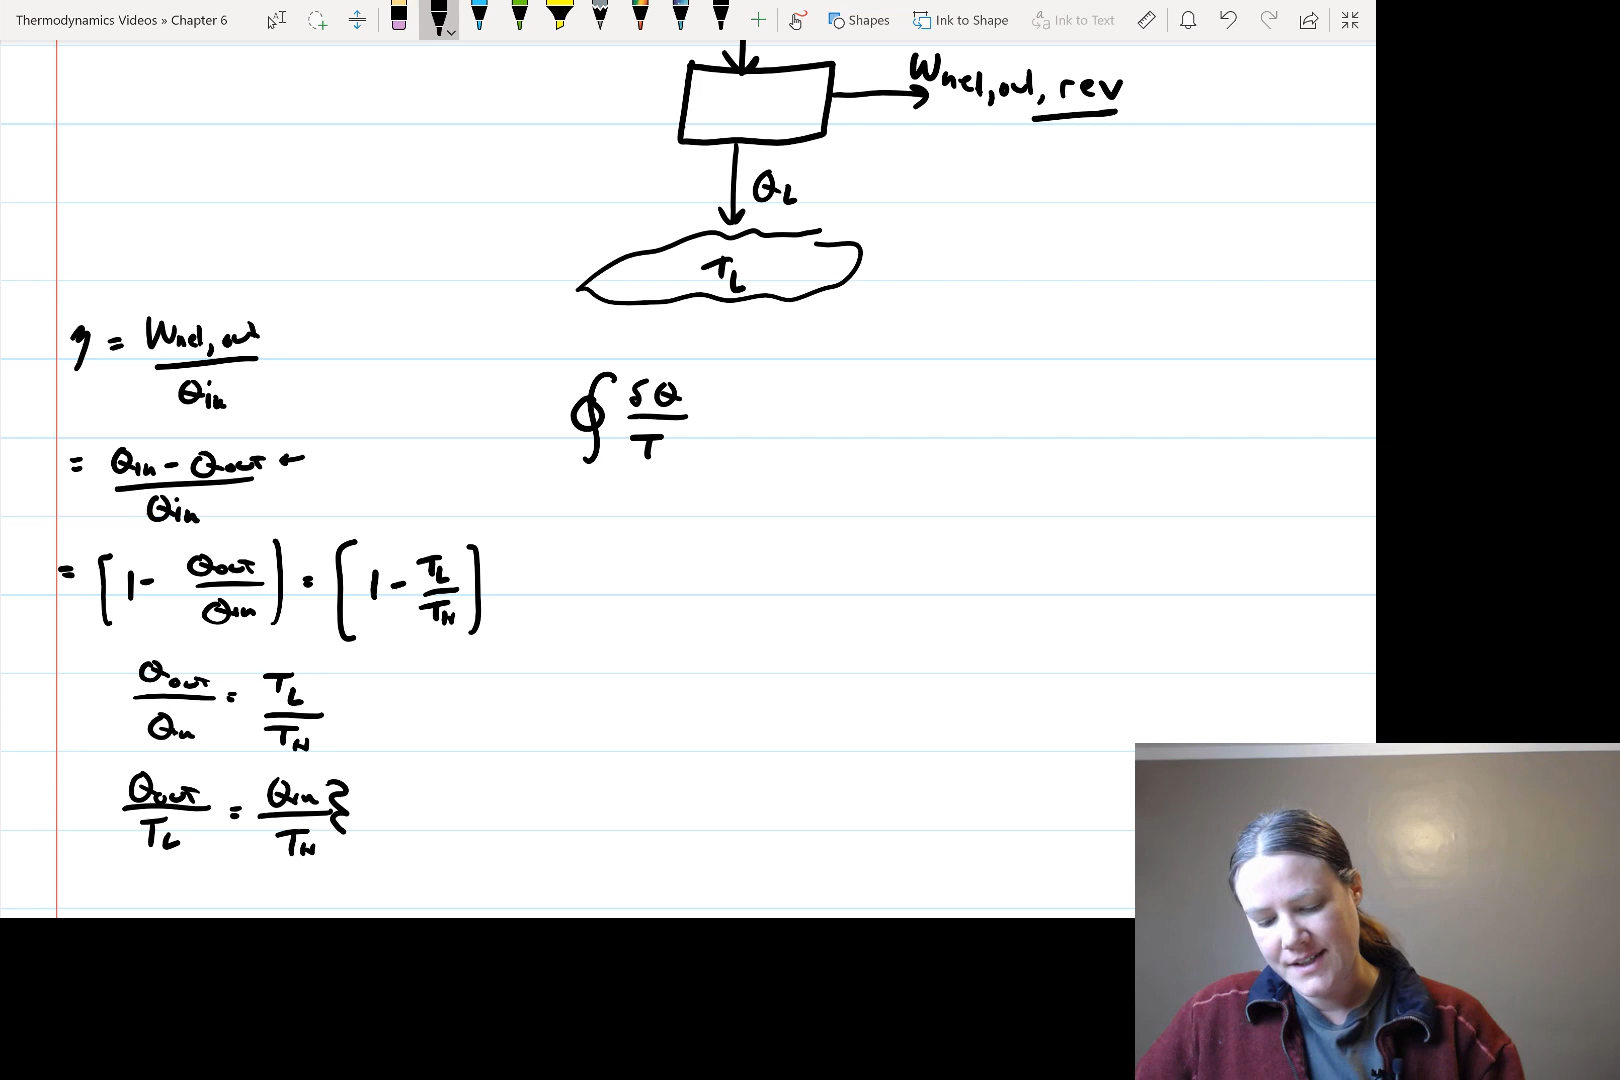 Thermodynamics Videos » Chapter 6
Shapes
Ink to Shape
Ink to Text
Wnet,out, rev
QL
TL
η = Wnet,out / Qin
= Qin - Qout / Qin ←
= [1 - Qout / Qin] = [1 - TL / TH]
Qout / Qin = TL / TH
Qout / TL = Qin / TH }
∮ δQ / T